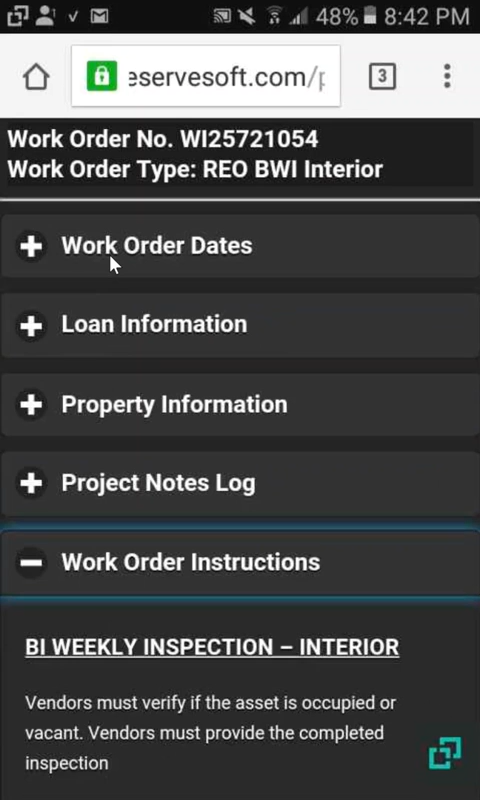 48% 8:42 PM
eservesoft.com/p
3
Work Order No. WI25721054
Work Order Type: REO BWI Interior
Work Order Dates
Loan Information
Property Information
Project Notes Log
Work Order Instructions
BI WEEKLY INSPECTION – INTERIOR
Vendors must verify if the asset is occupied or
vacant. Vendors must provide the completed
inspection